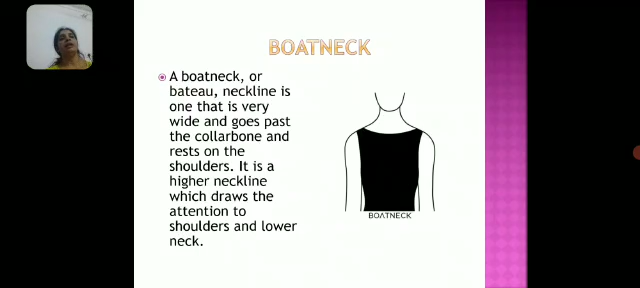 BOATNECK
A boatneck, or
bateau, neckline is
one that is very
wide and goes past
the collarbone and
rests on the
shoulders. It is a
higher neckline
which draws the
attention to
shoulders and lower
neck.
BOATNECK